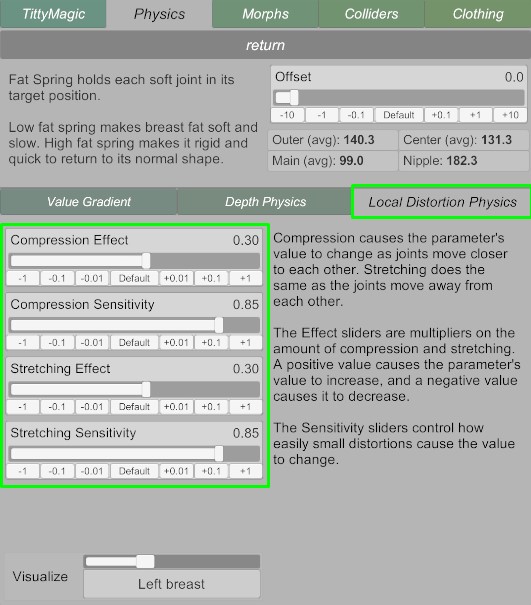 TittyMagic
Physics
Morphs
Colliders
Clothing
return
Fat Spring holds each soft joint in its
target position.
Low fat spring makes breast fat soft and
slow. High fat spring makes it rigid and
quick to return to its normal shape.
Offset 0.0
-10 -1 -0.1 Default +0.1 +1 +10
Outer (avg): 140.3 Center (avg): 131.3
Main (avg): 99.0 Nipple: 182.3
Value Gradient
Depth Physics
Local Distortion Physics
Compression Effect 0.30
-1 -0.1 -0.01 Default +0.01 +0.1 +1
Compression Sensitivity 0.85
-1 -0.1 -0.01 Default +0.01 +0.1 +1
Stretching Effect 0.30
-1 -0.1 -0.01 Default +0.01 +0.1 +1
Stretching Sensitivity 0.85
-1 -0.1 -0.01 Default +0.01 +0.1 +1
Compression causes the parameter's
value to change as joints move closer
to each other. Stretching does the
same as the joints move away from
each other.
The Effect sliders are multipliers on the
amount of compression and stretching.
A positive value causes the parameter's
value to increase, and a negative value
causes it to decrease.
The Sensitivity sliders control how
easily small distortions cause the value
to change.
Visualize
Left breast